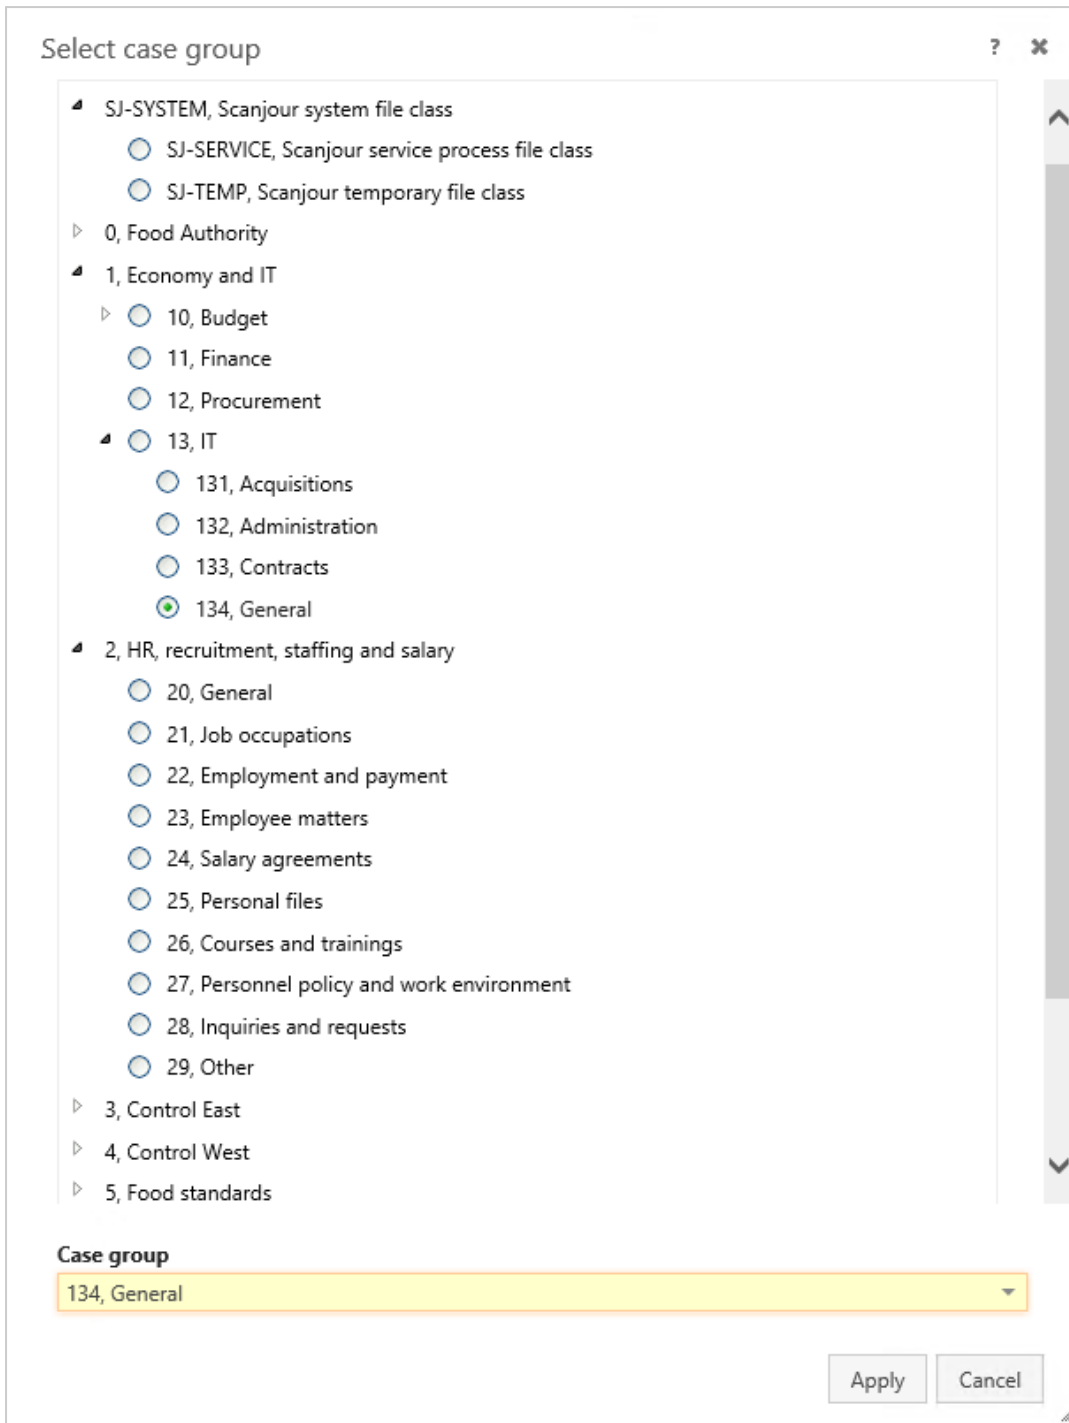 Select case group
?
SJ-SYSTEM, Scanjour system file class
SJ-SERVICE, Scanjour service process file class
SJ-TEMP, Scanjour temporary file class
0, Food Authority
1, Economy and IT
10, Budget
11, Finance
12, Procurement
13, IT
131, Acquisitions
132, Administration
133, Contracts
134, General
2, HR, recruitment, staffing and salary
20, General
21, Job occupations
22, Employment and payment
23, Employee matters
24, Salary agreements
25, Personal files
26, Courses and trainings
27, Personnel policy and work environment
28, Inquiries and requests
29, Other
3, Control East
4, Control West
5, Food standards
Case group
134, General
Apply Cancel